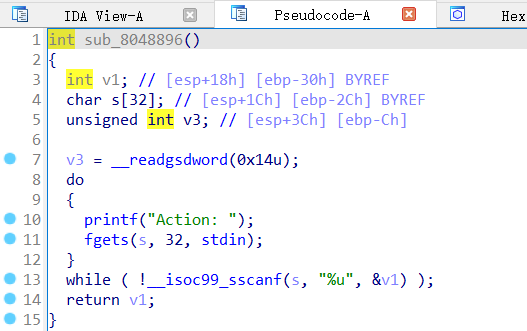 IDA View-A Pseudocode-A Hex
1 int sub_8048896()
2 {
3 int v1; // [esp+18h] [ebp-30h] BYREF
4 char s[32]; // [esp+1Ch] [ebp-2Ch] BYREF
5 unsigned int v3; // [esp+3Ch] [ebp-Ch]
6
7 v3 = __readgsdword(0x14u);
8 do
9 {
10 printf("Action: ");
11 fgets(s, 32, stdin);
12 }
13 while ( !__isoc99_sscanf(s, "%u", &v1) );
14 return v1;
15 }